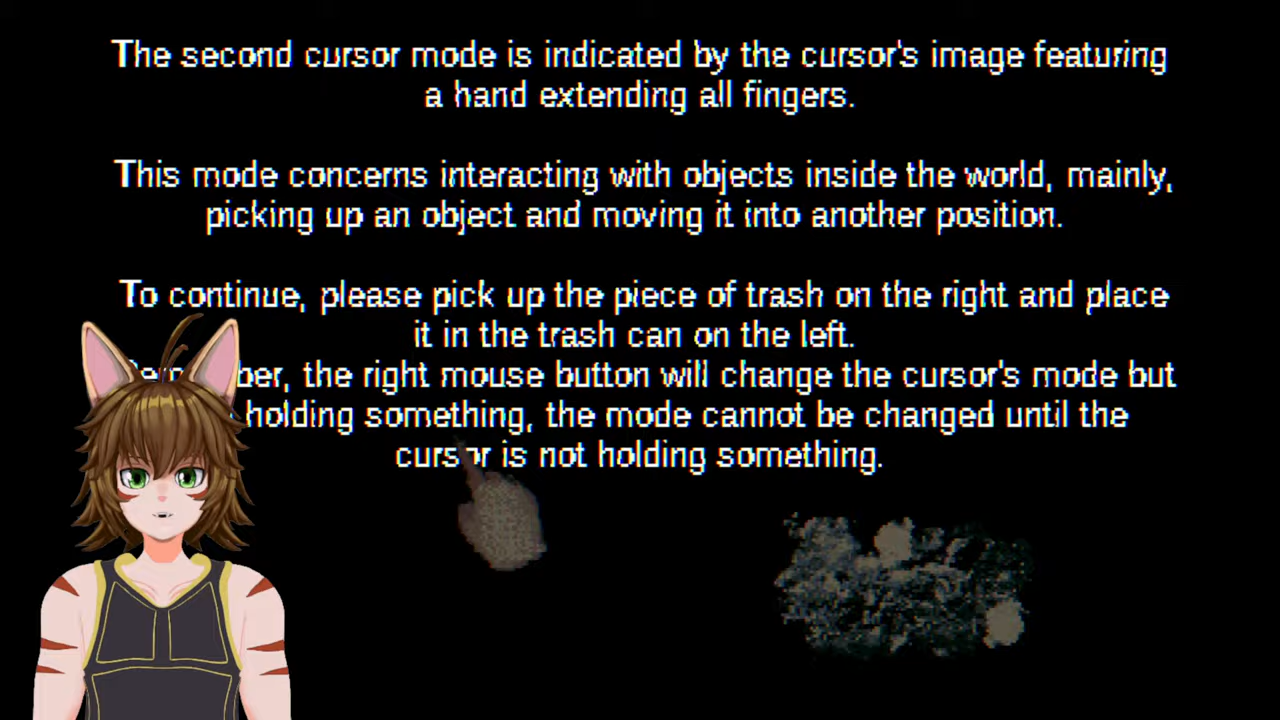 The second cursor mode is indicated by the cursor's image featuring
a hand extending all fingers.
This mode concerns interacting with objects inside the world, mainly,
picking up an object and moving it into another position.
To continue, please pick up the piece of trash on the right and place
it in the trash can on the left.
the right mouse button will change the cursor's mode but
holding something, the mode cannot be changed until the
cursor is not holding something.